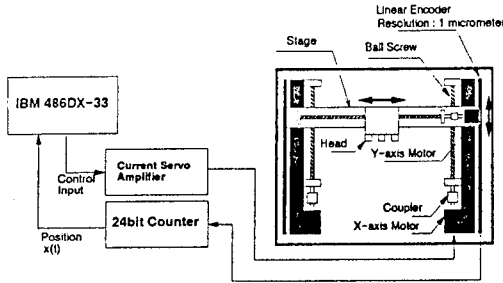 Linear Encoder
Resolution : 1 micrometer
Stage
Ball Screw
IBM 486DX-33
Head
Y-axis Motor
Control
Input
Current Servo
Amplifier
Coupler
24bit Counter
X-axis Motor
Position
x(t)